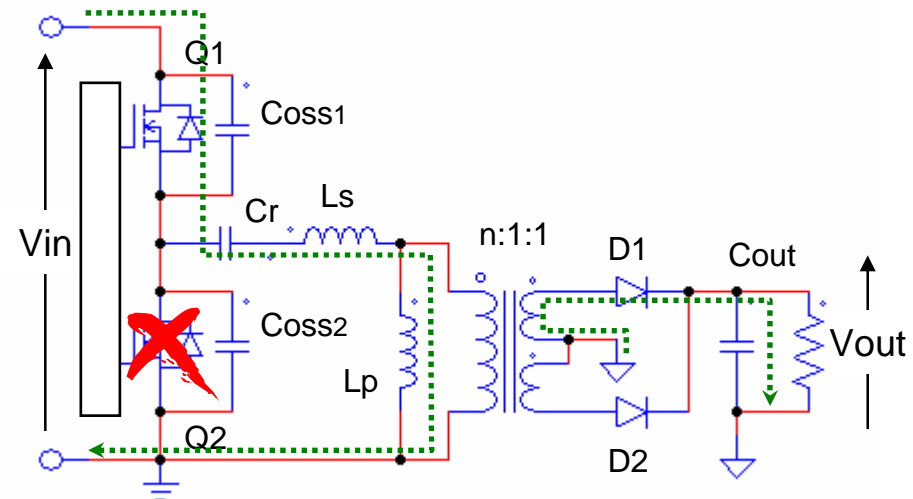 Q1
Coss1
Cr
Ls
Vin
n:1:1
D1
Cout
Coss2
Vout
Lp
Q2
D2